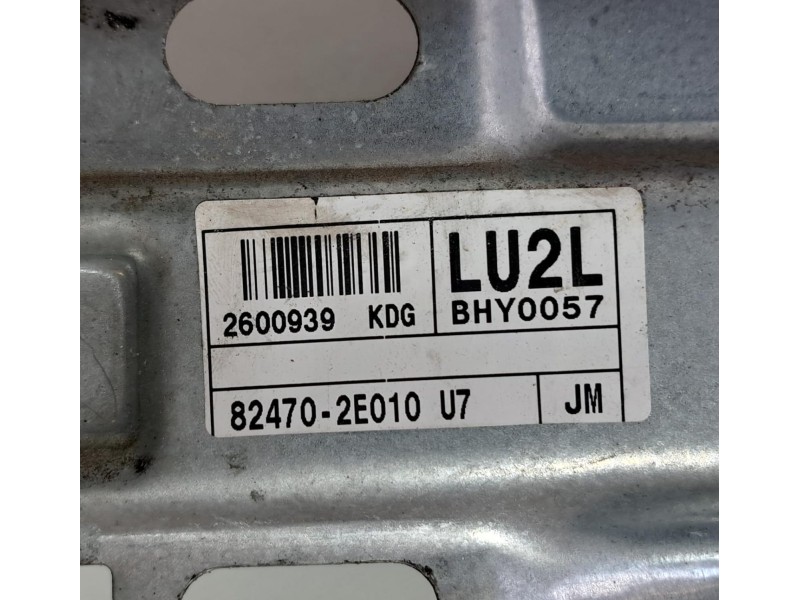 LU2L
2600939 KDG
BHY0057
82470-2E010 U7
JM